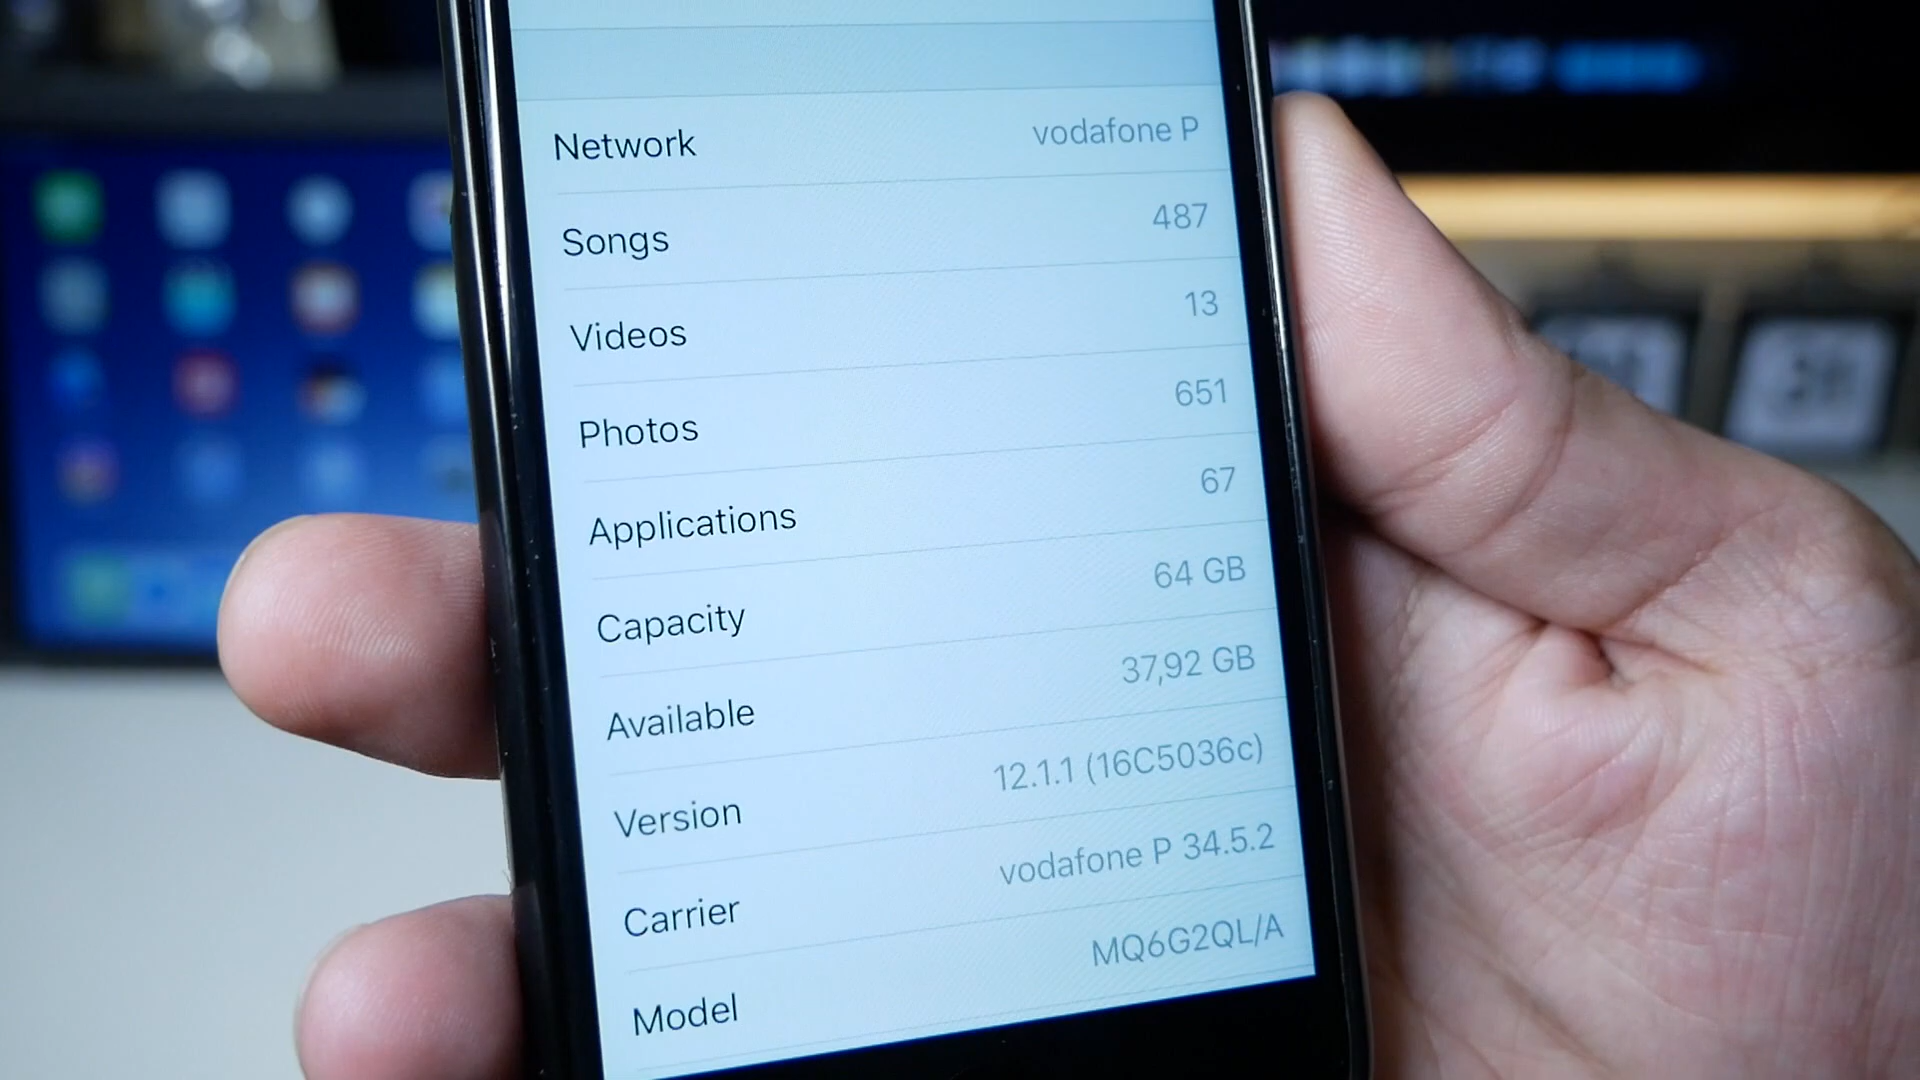 Network vodafone P
Songs 487
Videos 13
Photos 651
Applications 67
Capacity 64 GB
Available 37,92 GB
Version 12.1.1 (16C5036c)
Carrier vodafone P 34.5.2
Model MQ6G2QL/A